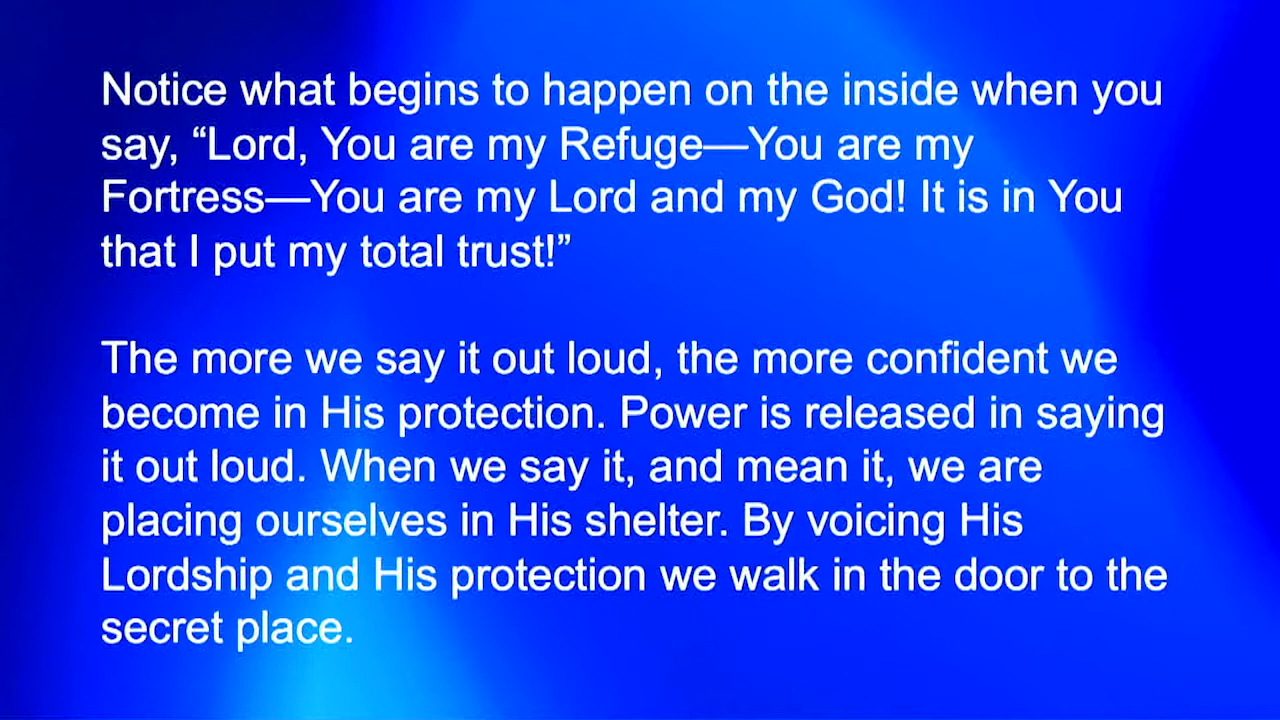 Notice what begins to happen on the inside when you
say, “Lord, You are my Refuge—You are my
Fortress—You are my Lord and my God! It is in You
that I put my total trust!”
The more we say it out loud, the more confident we
become in His protection. Power is released in saying
it out loud. When we say it, and mean it, we are
placing ourselves in His shelter. By voicing His
Lordship and His protection we walk in the door to the
secret place.